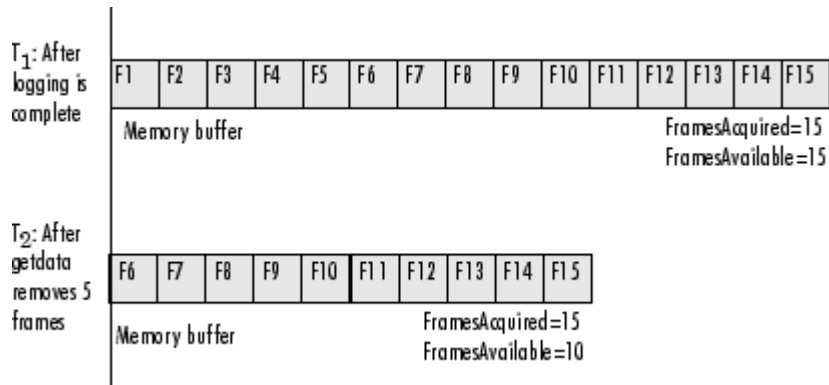 T1: After
logging is
complete
F1 F2 F3 F4 F5 F6 F7 F8 F9 F10 F11 F12 F13 F14 F15
Memory buffer
FramesAcquired=15
FramesAvailable=15
T2: After
getdata
removes 5
frames
F6 F7 F8 F9 F10 F11 F12 F13 F14 F15
Memory buffer
FramesAcquired=15
FramesAvailable=10